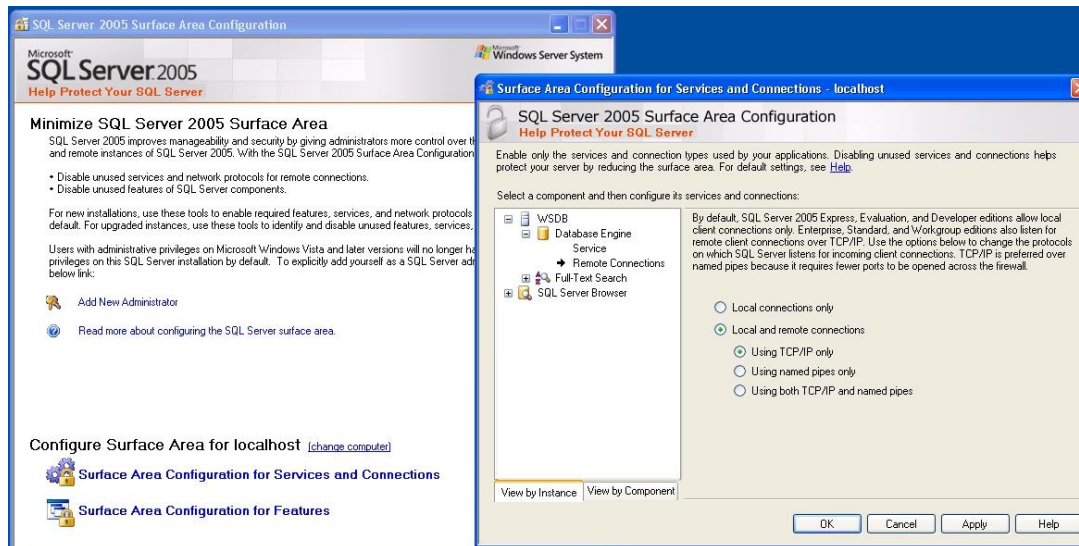 SQL Server 2005 Surface Area Configuration
Microsoft
SQL Server 2005
Help Protect Your SQL Server
Microsoft
Windows Server System
Minimize SQL Server 2005 Surface Area
SQL Server 2005 improves manageability and security by giving administrators more control over
and remote instances of SQL Server 2005. With the SQL Server 2005 Surface Area Configuration
• Disable unused services and network protocols for remote connections.
• Disable unused features of SQL Server components.
For new installations, use these tools to enable required features, services, and network protocols
default. For upgraded instances, use these tools to identify and disable unused features, services,
Users with administrative privileges on Microsoft Windows Vista and later versions will no longer
privileges on this SQL Server installation by default. To explicitly add yourself as a SQL Server
below link:
Add New Administrator
Read more about configuring the SQL Server surface area.
Configure Surface Area for localhost (change computer)
Surface Area Configuration for Services and Connections
Surface Area Configuration for Features
Surface Area Configuration for Services and Connections - localhost
SQL Server 2005 Surface Area Configuration
Help Protect Your SQL Server
Enable only the services and connection types used by your applications. Disabling unused services and connections helps
protect your server by reducing the surface area. For default settings, see Help.
Select a component and then configure its services and connections:
WSDB
Database Engine
Service
Remote Connections
Full-Text Search
SQL Server Browser
View by Instance
View by Component
By default, SQL Server 2005 Express, Evaluation, and Developer editions allow local
client connections only. Enterprise, Standard, and Workgroup editions also listen for
remote client connections over TCP/IP. Use the options below to change the protocols
on which SQL Server listens for incoming client connections. TCP/IP is preferred over
named pipes because it requires fewer ports to be opened across the firewall.
Local connections only
Local and remote connections
Using TCP/IP only
Using named pipes only
Using both TCP/IP and named pipes
OK
Cancel
Apply
Help